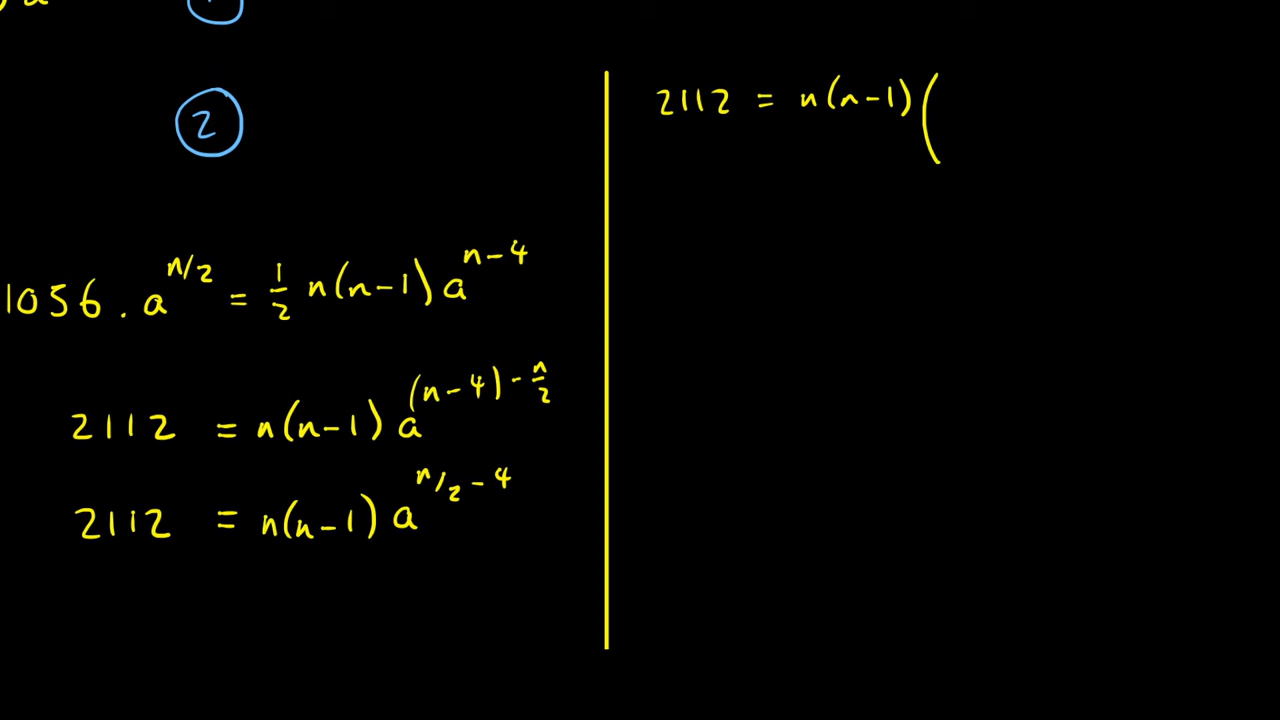 ②
1056 . a^(n/2) = 1/2 n(n-1) a^(n-4)
2112 = n(n-1) a^((n-4) - n/2)
2112 = n(n-1) a^(n/2 - 4)
2112 = n(n-1) (